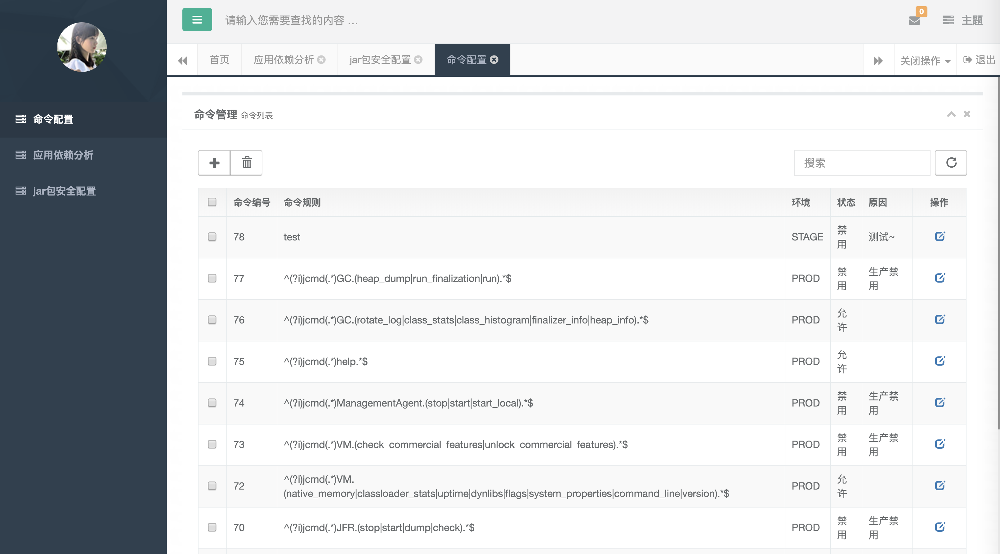 请输入您需要查找的内容 …
0
主题
首页
应用依赖分析
jar包安全配置
命令配置
关闭操作
退出
命令配置
应用依赖分析
jar包安全配置
命令管理 命令列表
搜索
命令编号 命令规则 环境 状态 原因 操作
78 test STAGE 禁用 测试~
77 ^(?i)jcmd(.*)GC.(heap_dump|run_finalization|run).*$ PROD 禁用 生产禁用
76 ^(?i)jcmd(.*)GC.(rotate_log|class_stats|class_histogram|finalizer_info|heap_info).*$ PROD 允许
75 ^(?i)jcmd(.*)help.*$ PROD 允许
74 ^(?i)jcmd(.*)ManagementAgent.(stop|start|start_local).*$ PROD 禁用 生产禁用
73 ^(?i)jcmd(.*)VM.(check_commercial_features|unlock_commercial_features).*$ PROD 禁用 生产禁用
72 ^(?i)jcmd(.*)VM.
(native_memory|classloader_stats|uptime|dynlibs|flags|system_properties|command_line|version).*$ PROD 允许
70 ^(?i)jcmd(.*)JFR.(stop|start|dump|check).*$ PROD 禁用 生产禁用